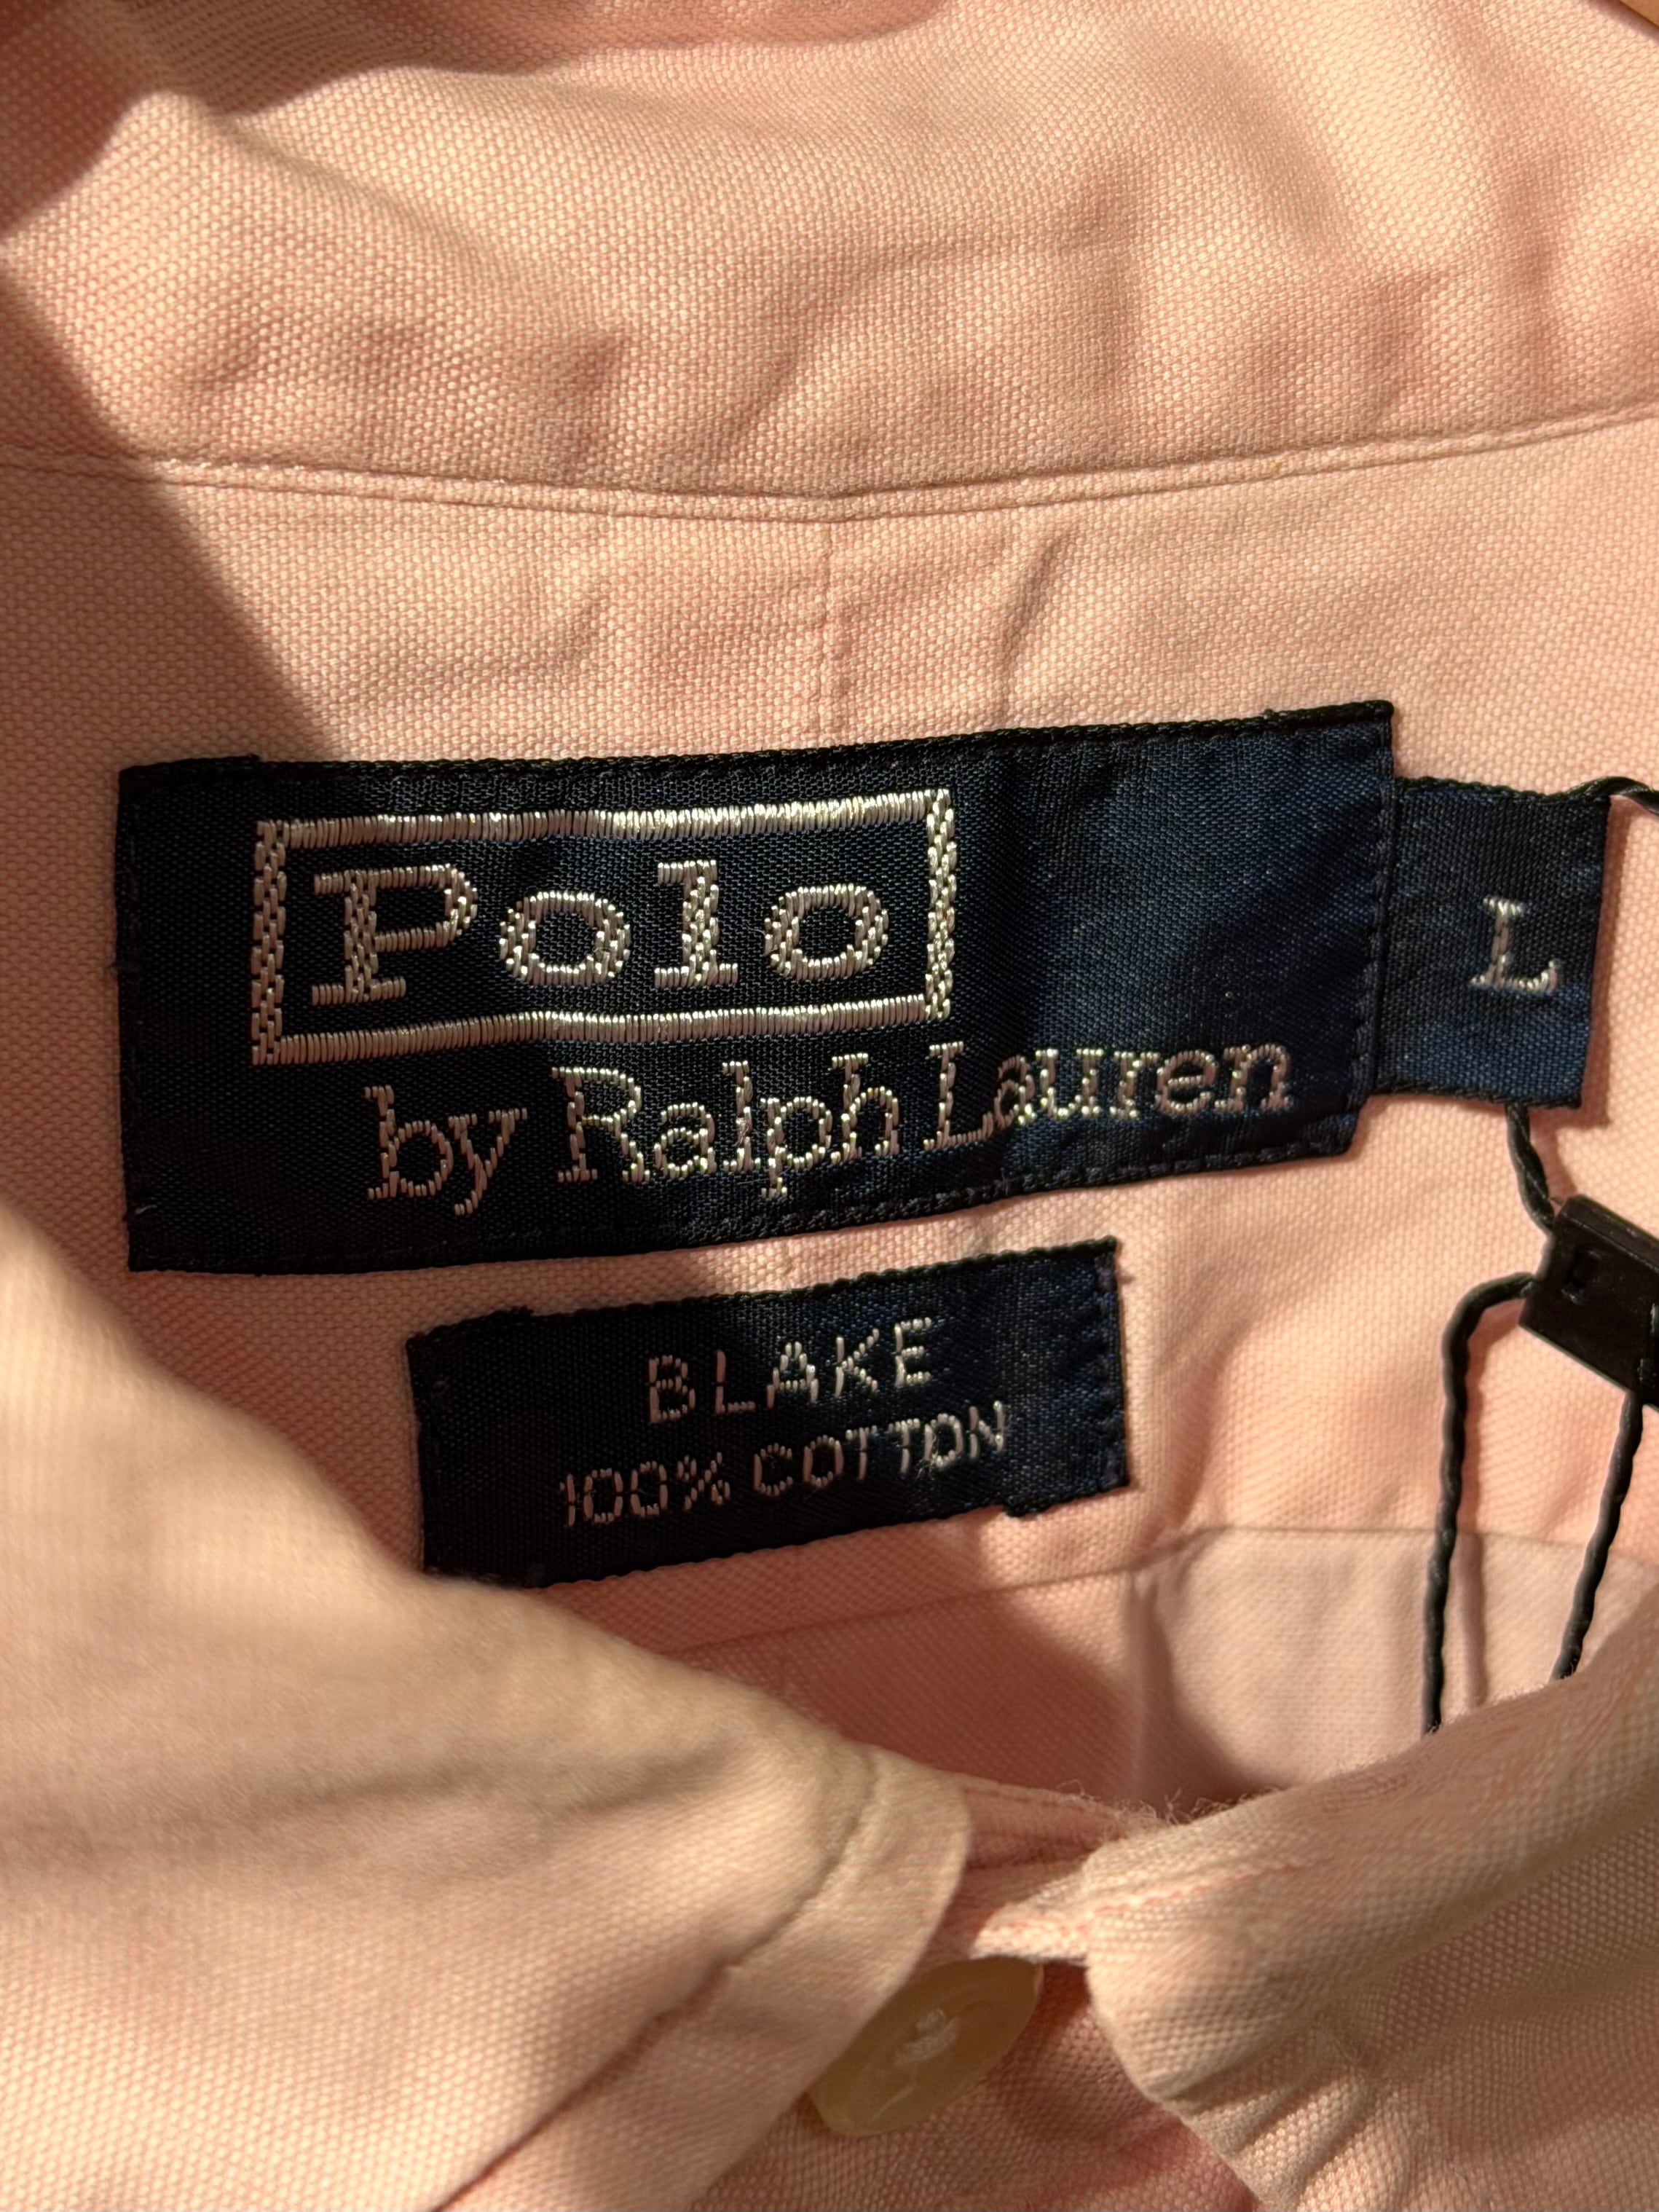 Polo
by Ralph Lauren
L
BLAKE
100% COTTON